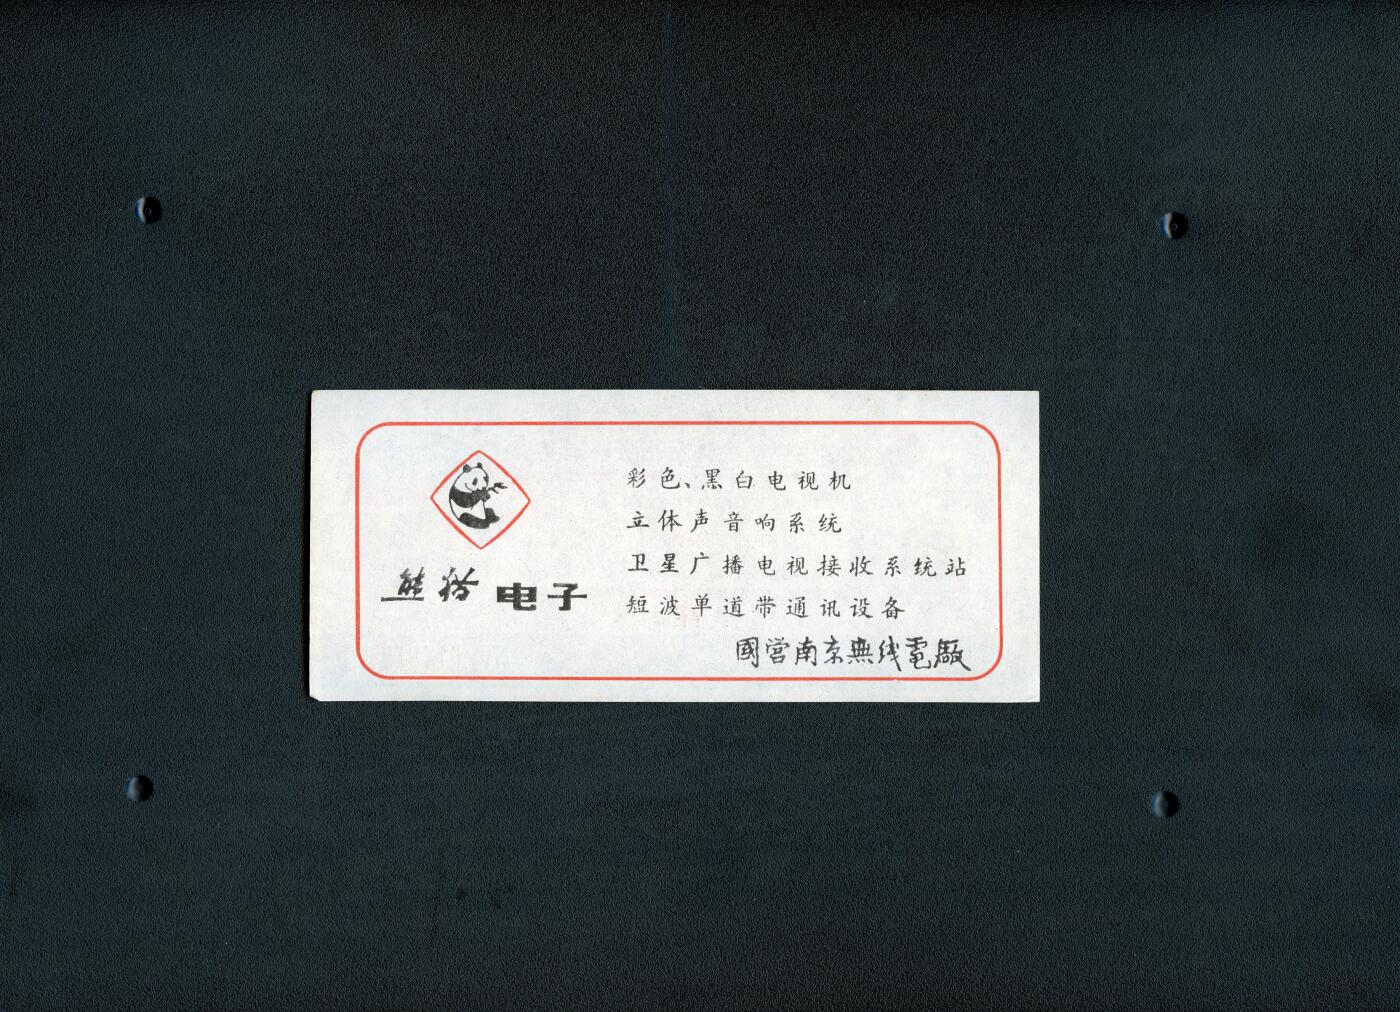 熊猫电子
彩色、黑白电视机
立体声音响系统
卫星广播电视接收系统站
短波单道带通讯设备
國营南京無线電厰